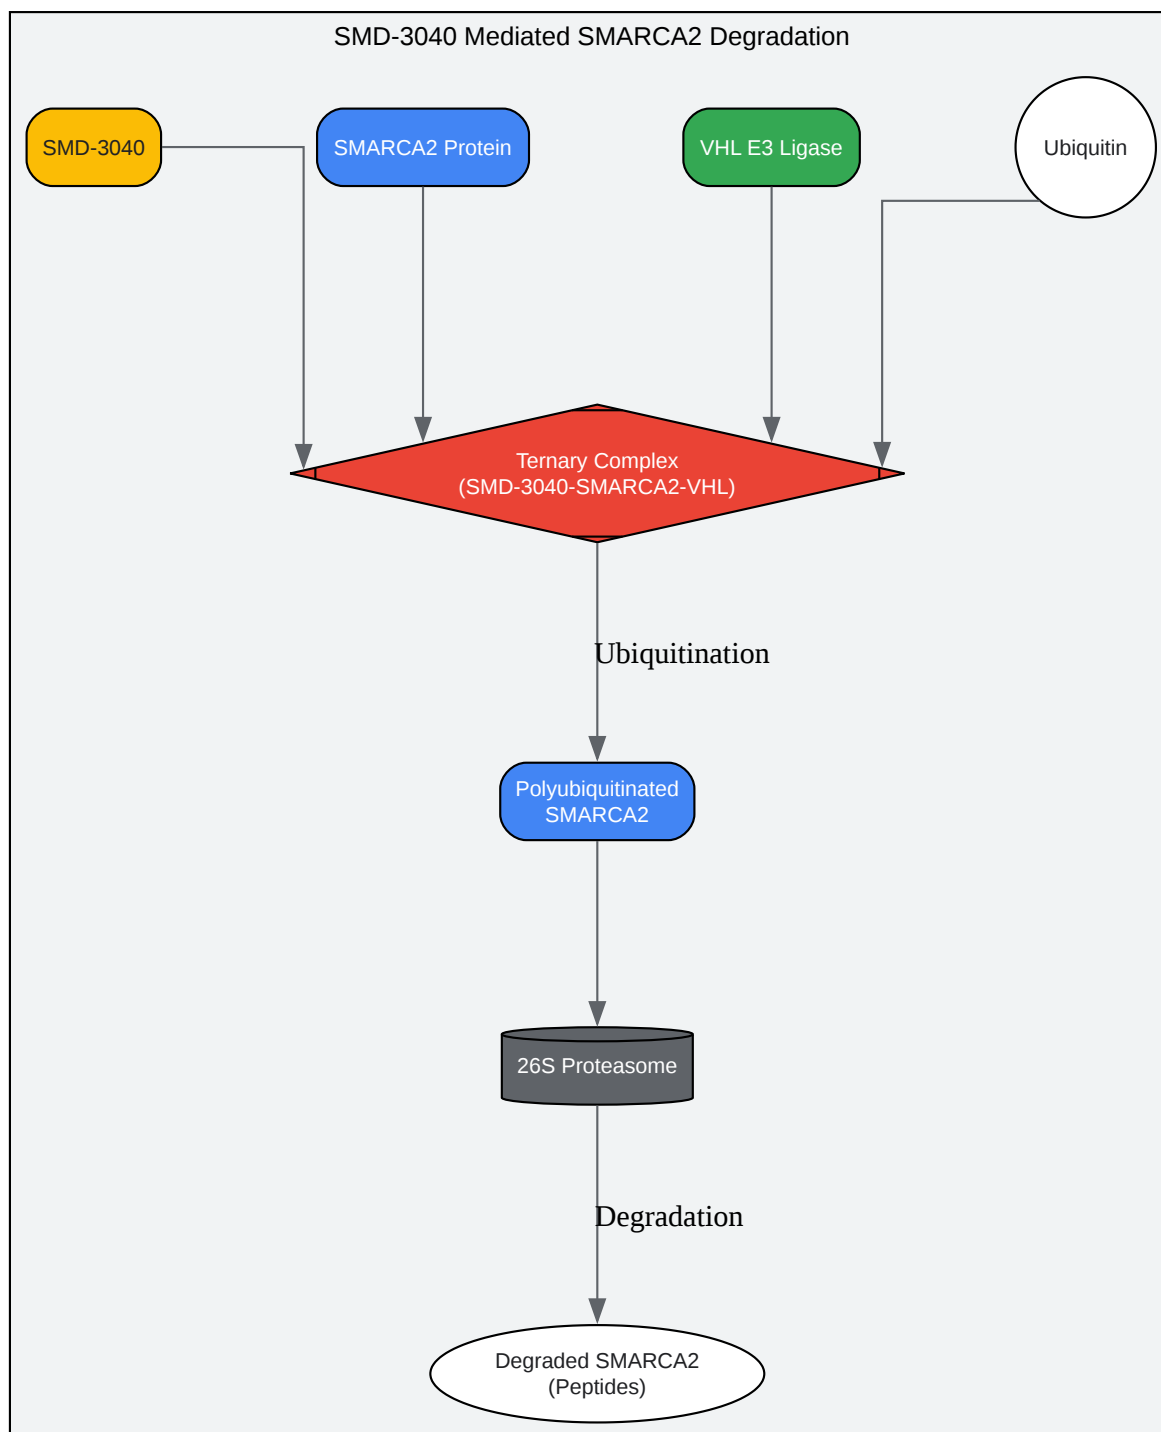 SMD-3040 Mediated SMARCA2 Degradation
SMD-3040
SMARCA2 Protein
VHL E3 Ligase
Ubiquitin
Ternary Complex
(SMD-3040-SMARCA2-VHL)
Ubiquitination
Polyubiquitinated
SMARCA2
26S Proteasome
Degradation
Degraded SMARCA2
(Peptides)